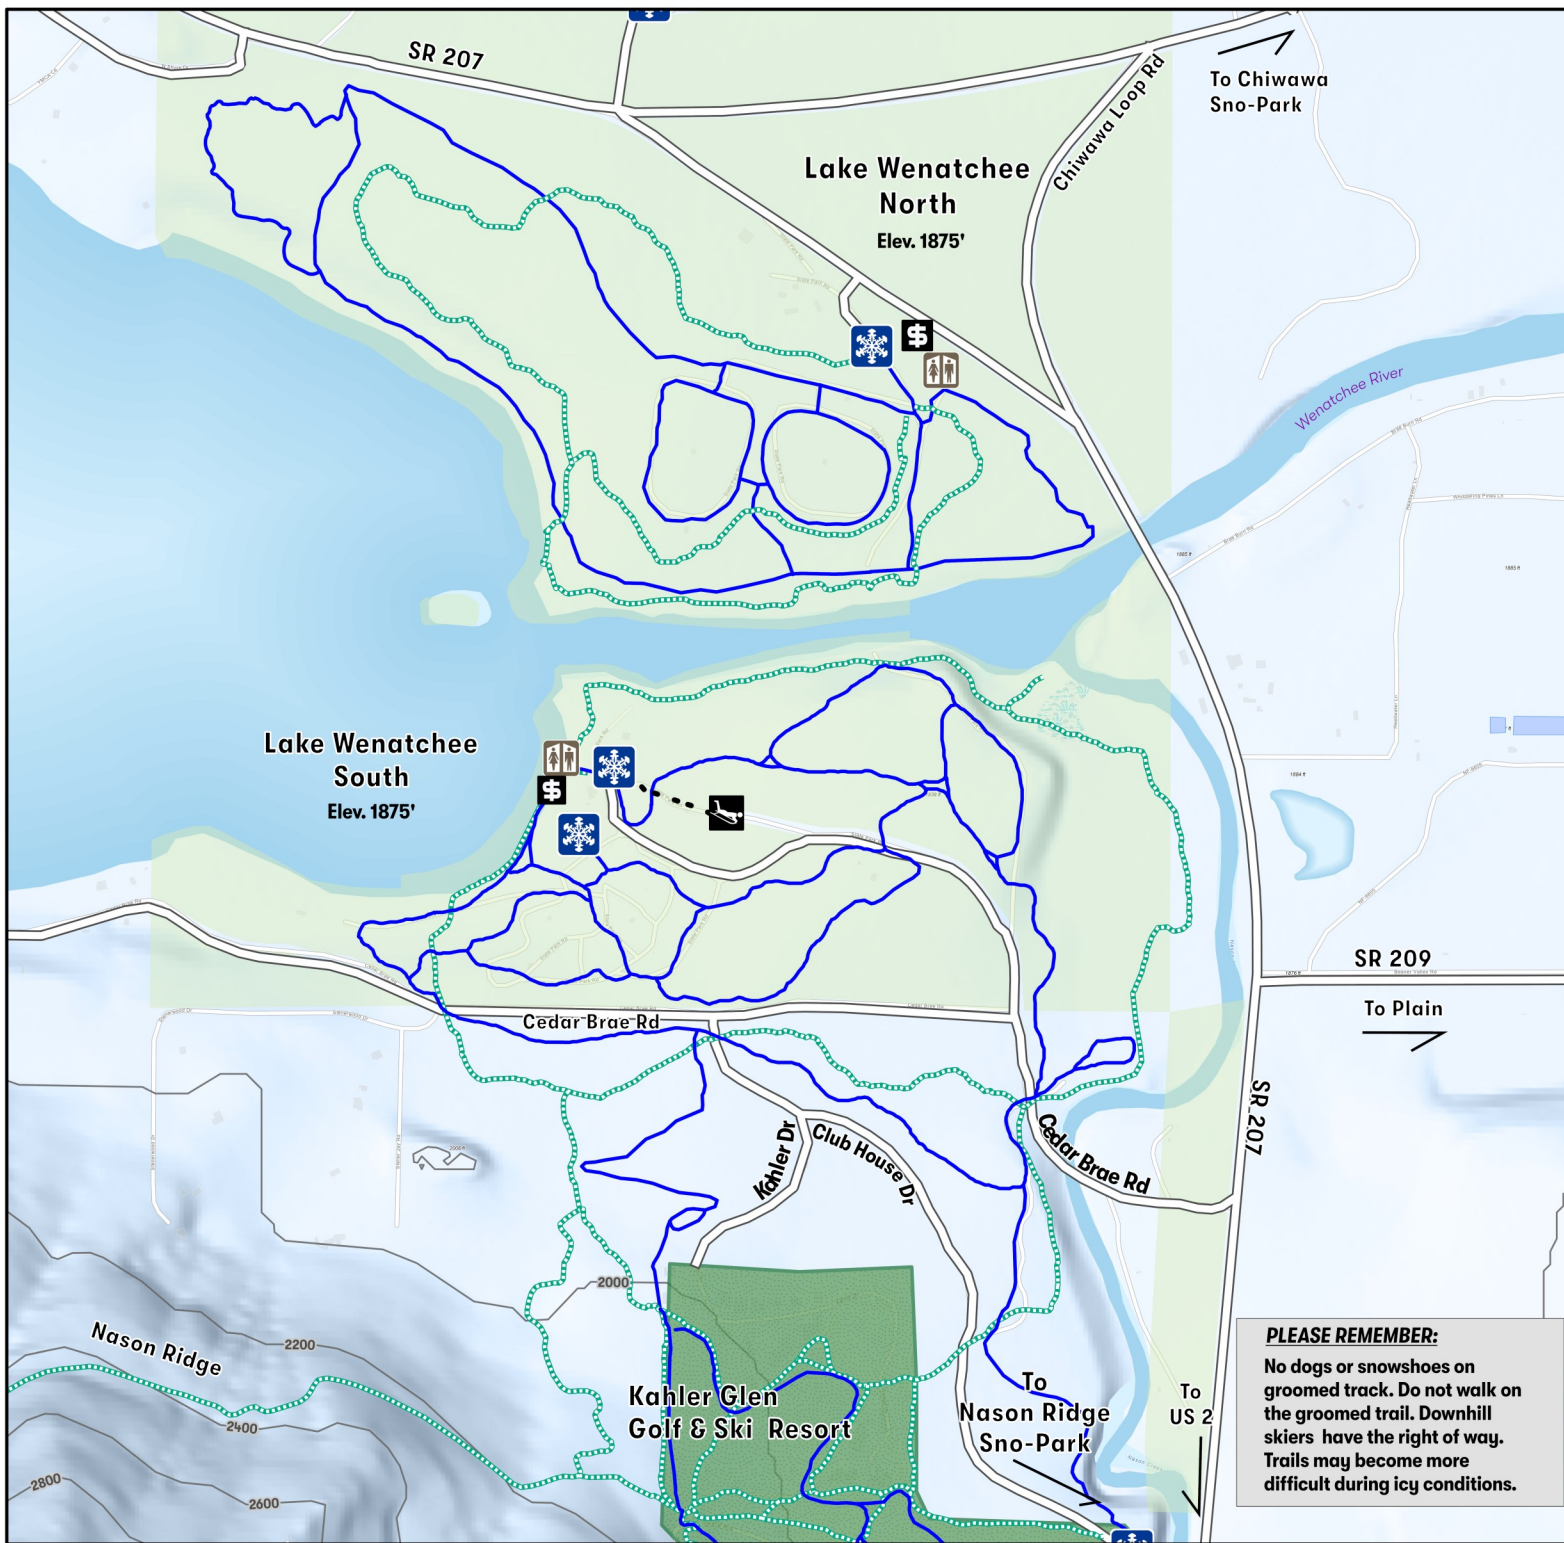 SR 207
To Chiwawa
Sno-Park
Chiwawa Loop Rd
Lake Wenatchee
North
Elev. 1875'
$
Wenatchee River
Lake Wenatchee
South
Elev. 1875'
$
SR 209
To Plain
Cedar Brae Rd
SR 207
Kahler Dr
Club House Dr
Cedar Brae Rd
2000
2200
2400
2600
2800
Nason Ridge
Kahler Glen
Golf & Ski Resort
To
Nason Ridge
Sno-Park
To
US 2
PLEASE REMEMBER:
No dogs or snowshoes on
groomed track. Do not walk on
the groomed trail. Downhill
skiers have the right of way.
Trails may become more
difficult during icy conditions.